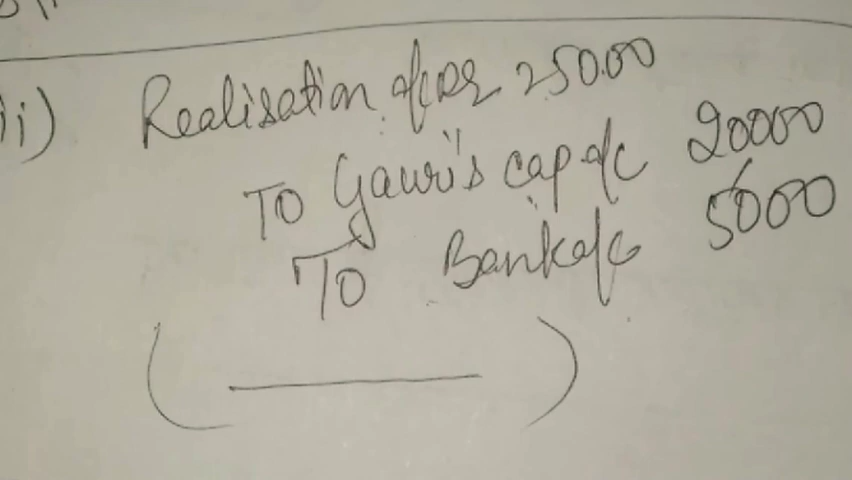 ii) Realisation a/c Dr 25000
To Gauri's cap a/c 20000
To Bank a/c 5000
( ——— )